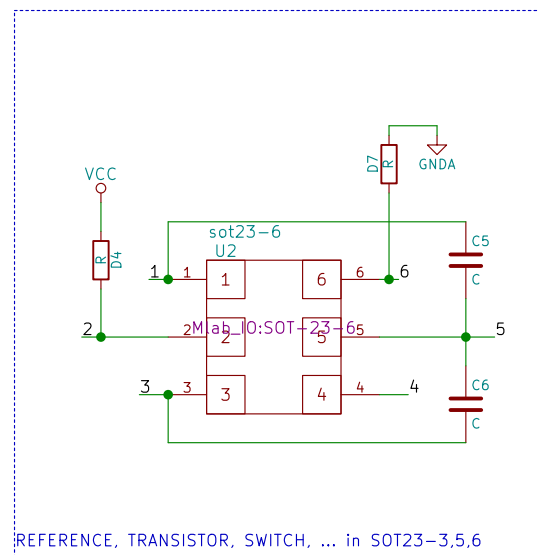 D7
R
GNDA
VCC
sot23-6
U2
C5
C
R
D4
1
1
1
6
6
6
2
2
2
Mlab_IO:SOT-23-6
5
5
5
3
3
3
4
4
4
C6
C
REFERENCE, TRANSISTOR, SWITCH, ... in SOT23-3,5,6